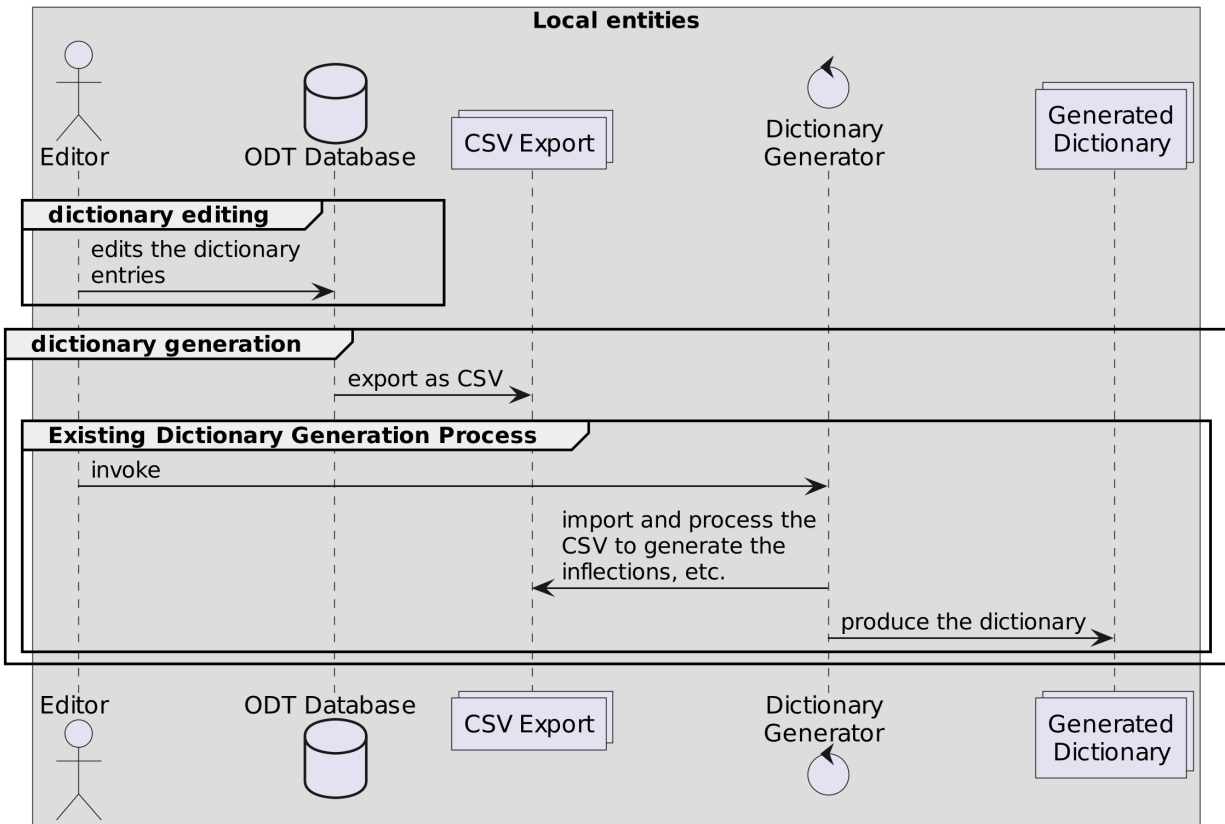 Local entities
Editor
ODT Database
CSV Export
Dictionary
Generator
Generated
Dictionary
dictionary editing
edits the dictionary
entries
dictionary generation
export as CSV
Existing Dictionary Generation Process
invoke
import and process the
CSV to generate the
inflections, etc.
produce the dictionary
Editor
ODT Database
CSV Export
Dictionary
Generator
Generated
Dictionary